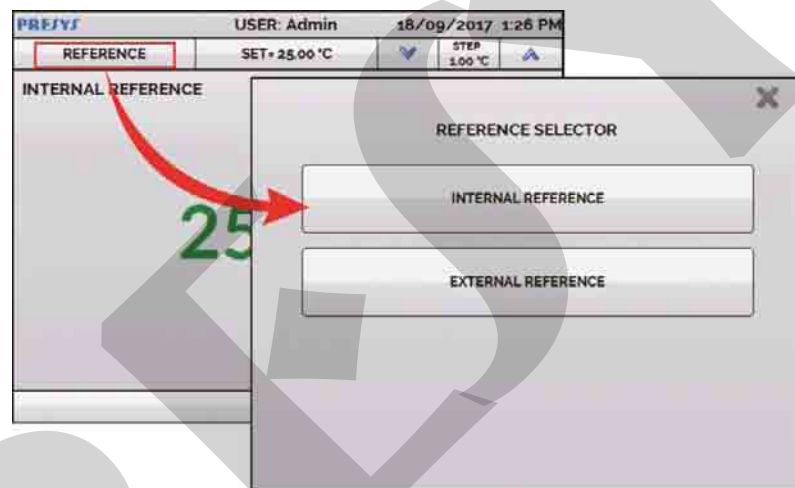 PRESYS USER: Admin 18/09/2017 1:26 PM
REFERENCE SET= 25.00 °C STEP 1.00 °C
INTERNAL REFERENCE
25
REFERENCE SELECTOR
INTERNAL REFERENCE
EXTERNAL REFERENCE